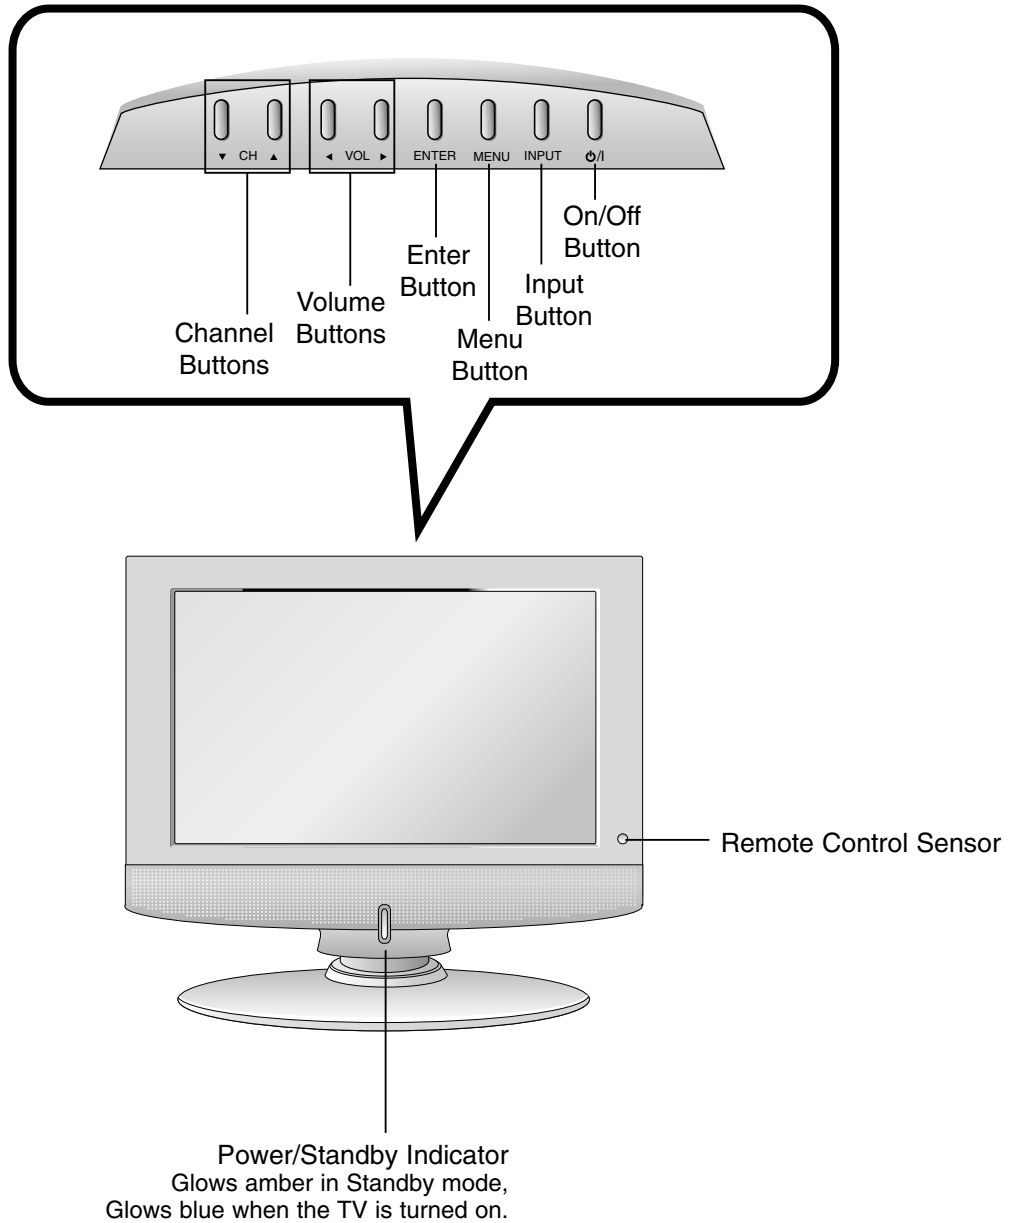 ▼ CH ▲ ◄ VOL ► ENTER MENU INPUT ⏻/I
On/Off
Button
Enter
Button
Input
Button
Volume
Buttons
Channel
Buttons
Menu
Button
Remote Control Sensor
Power/Standby Indicator
Glows amber in Standby mode,
Glows blue when the TV is turned on.